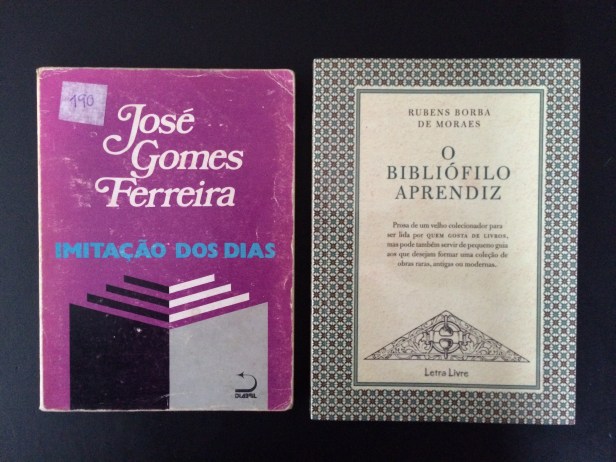 190
José
Gomes
Ferreira
IMITAÇÃO DOS DIAS
DIABRIL
RUBENS BORBA
DE MORAES
O
BIBLIÓFILO
APRENDIZ
Prosa de um velho colecionador para
ser lida por QUEM GOSTA DE LIVROS,
mas pode também servir de pequeno guia
aos que desejam formar uma coleção de
obras raras, antigas ou modernas.
Letra Livre